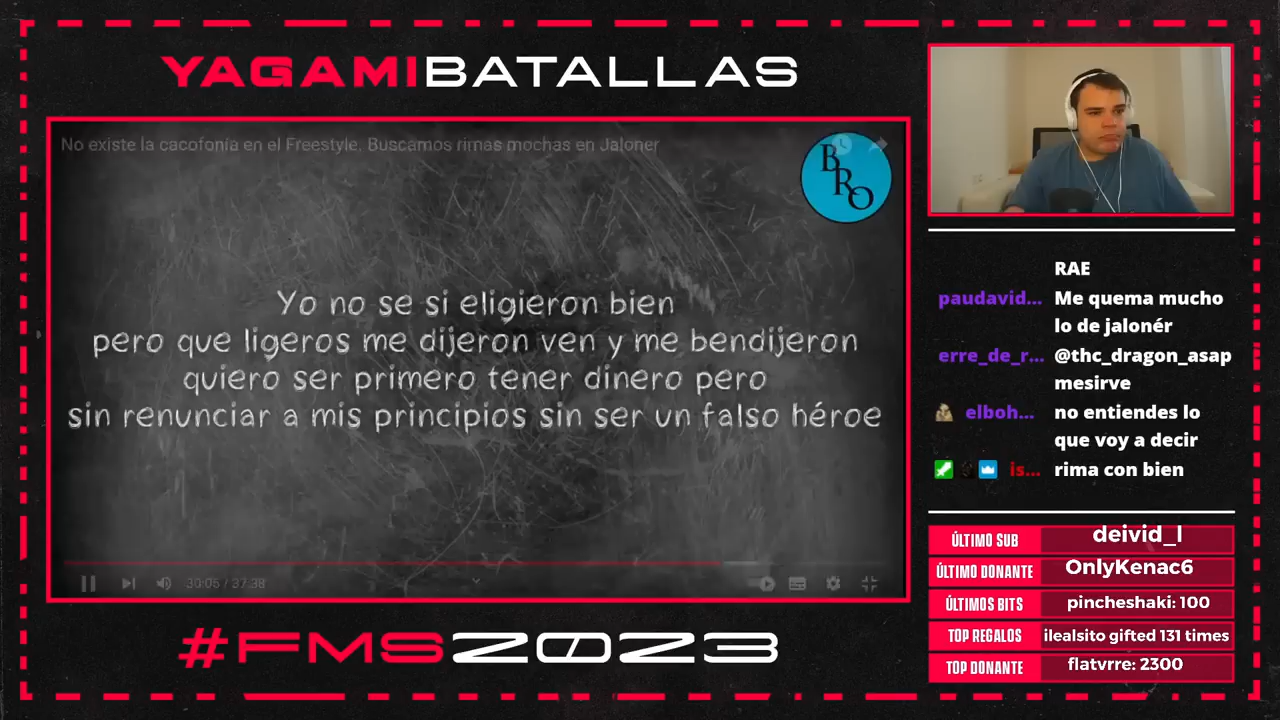 YAGAMIBATALLAS
No existe la cacofonía en el Freestyle. Buscamos rimas mochas en Jaloner
BRO
Yo no se si eligieron bien
pero que ligeros me dijeron ven y me bendijeron
quiero ser primero tener dinero pero
sin renunciar a mis principios sin ser un falso héroe
30:05 / 37:38
#FMS2023
RAE
paudavid... Me quema mucho
lo de jalonér
erre_de_r... @thc_dragon_asap
mesirve
elboh... no entiendes lo
que voy a decir
is... rima con bien
ÚLTIMO SUB deivid_l
ÚLTIMO DONANTE OnlyKenac6
ÚLTIMOS BITS pincheshaki: 100
TOP REGALOS ilealsito gifted 131 times
TOP DONANTE flatvrre: 2300